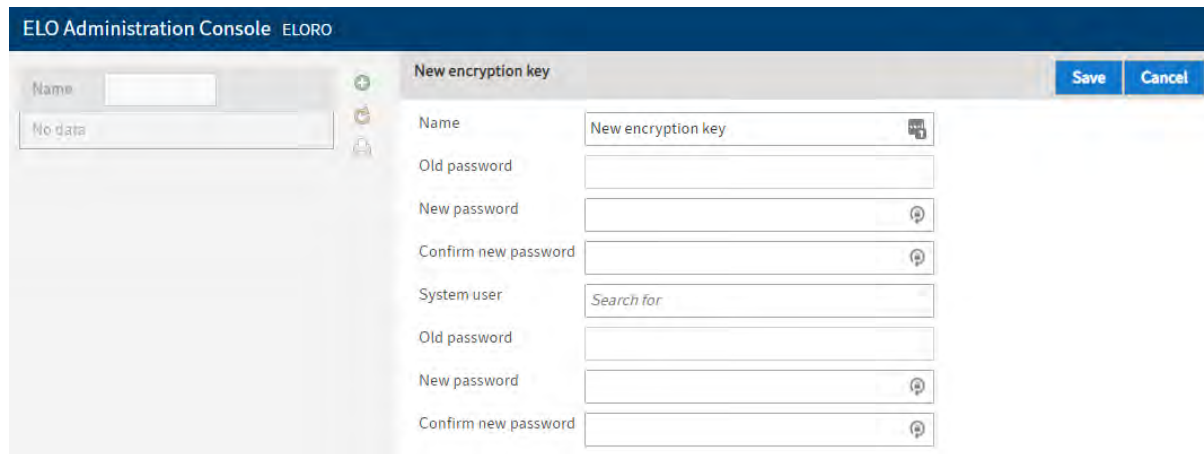 ELO Administration Console ELORO
Name
No data
New encryption key
Save
Cancel
Name
New encryption key
Old password
New password
Confirm new password
System user
Search for
Old password
New password
Confirm new password